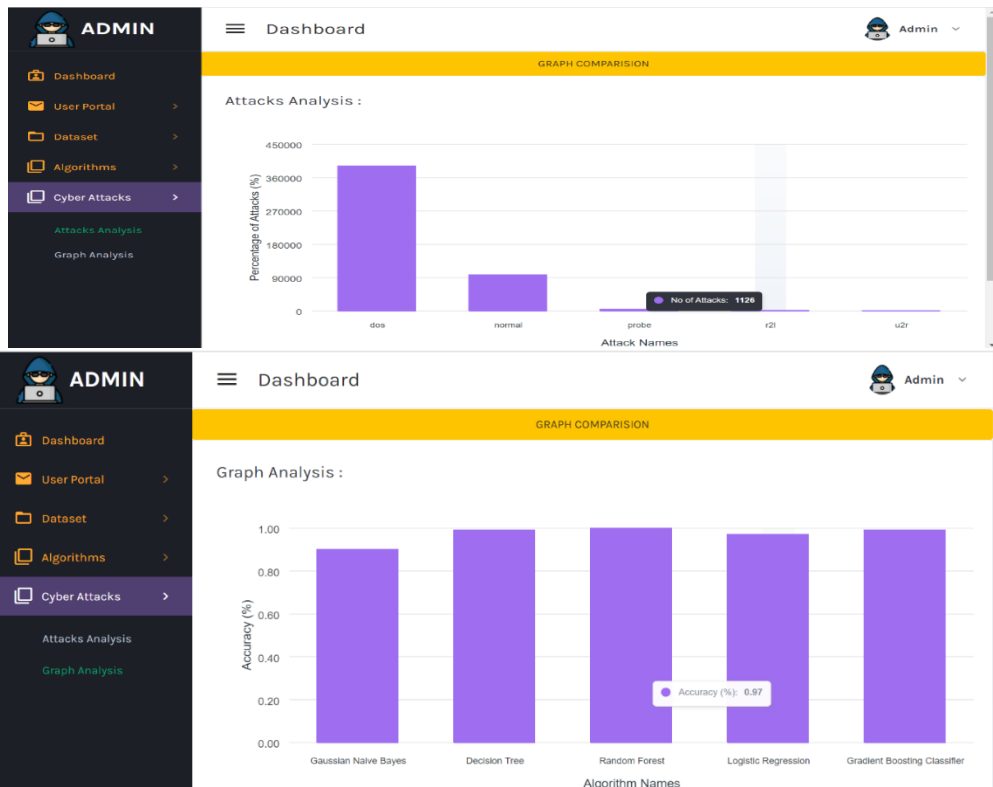 ADMIN
Dashboard
Admin
GRAPH COMPARISION
Dashboard
User Portal
Dataset
Algorithms
Cyber Attacks
Attacks Analysis
Graph Analysis
Attacks Analysis :
450000
360000
270000
180000
90000
0
Percentage of Attacks (%)
No of Attacks: 1126
dos normal probe r2l u2r
Attack Names
ADMIN
Dashboard
Admin
GRAPH COMPARISION
Dashboard
User Portal
Dataset
Algorithms
Cyber Attacks
Attacks Analysis
Graph Analysis
Graph Analysis :
1.00
0.80
0.60
0.40
0.20
0.00
Accuracy (%)
Accuracy (%): 0.97
Gaussian Naive Bayes Decision Tree Random Forest Logistic Regression Gradient Boosting Classifier
Algorithm Names